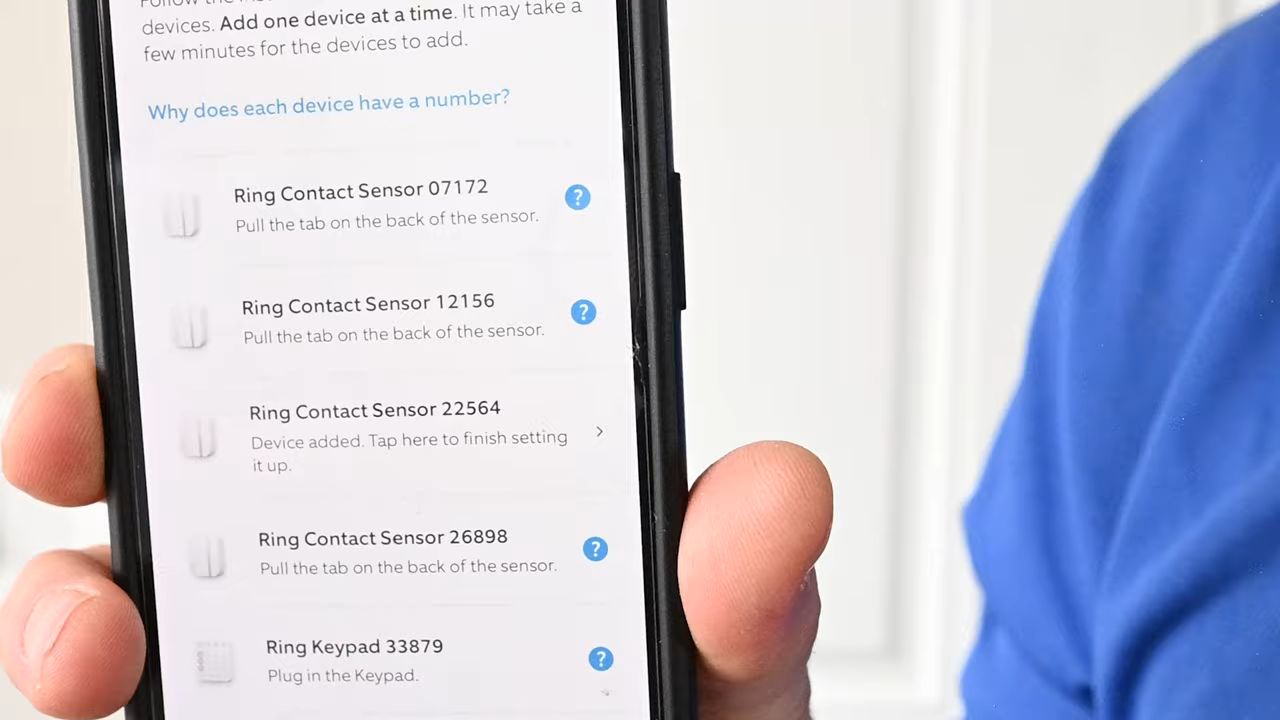 Follow the
devices. Add one device at a time. It may take a
few minutes for the devices to add.
Why does each device have a number?
Ring Contact Sensor 07172
?
Pull the tab on the back of the sensor.
Ring Contact Sensor 12156
?
Pull the tab on the back of the sensor.
Ring Contact Sensor 22564
Device added. Tap here to finish setting
it up.
Ring Contact Sensor 26898
?
Pull the tab on the back of the sensor.
Ring Keypad 33879
?
Plug in the Keypad.